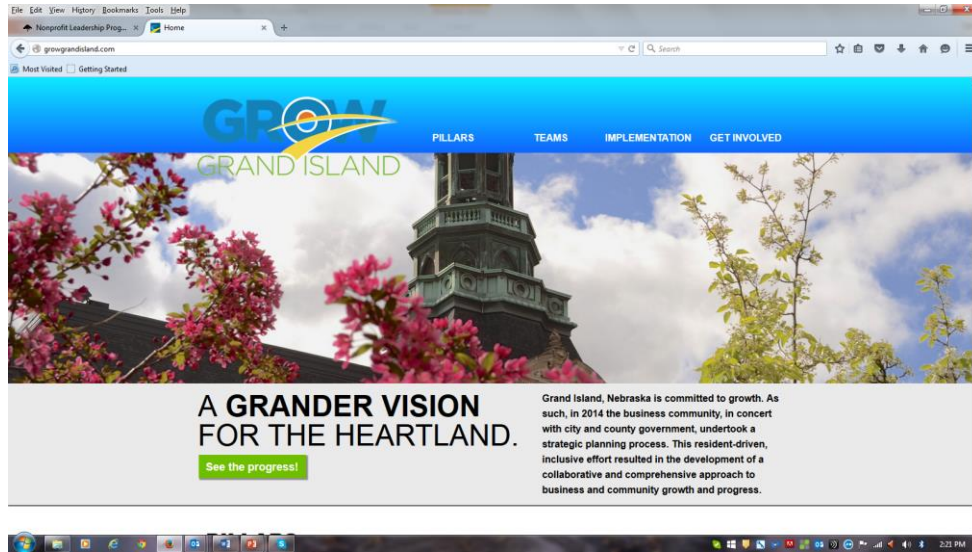 File Edit View History Bookmarks Tools Help
Nonprofit Leadership Prog... × Home × +
growgrandisland.com Search
Most Visited Getting Started
GROW
GRAND ISLAND
PILLARS TEAMS IMPLEMENTATION GET INVOLVED
A GRANDER VISION
FOR THE HEARTLAND.
See the progress!
Grand Island, Nebraska is committed to growth. As
such, in 2014 the business community, in concert
with city and county government, undertook a
strategic planning process. This resident-driven,
inclusive effort resulted in the development of a
collaborative and comprehensive approach to
business and community growth and progress.
2:21 PM